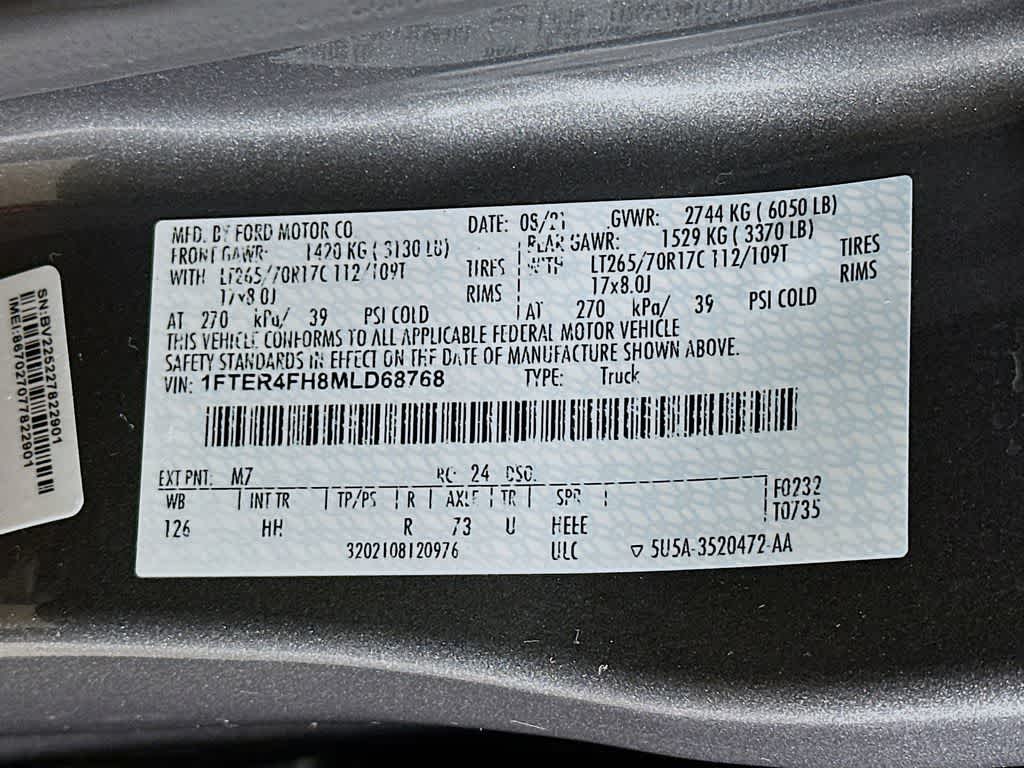 MFD. BY FORD MOTOR CO
DATE: 08/21
GVWR: 2744 KG ( 6050 LB)
FRONT GAWR: 1420 KG ( 3130 LB)
REAR GAWR: 1529 KG ( 3370 LB)
WITH LT265/70R17C 112/109T TIRES
WITH LT265/70R17C 112/109T TIRES
17x8.0J RIMS
17x8.0J RIMS
AT 270 kPa/ 39 PSI COLD
AT 270 kPa/ 39 PSI COLD
THIS VEHICLE CONFORMS TO ALL APPLICABLE FEDERAL MOTOR VEHICLE
SAFETY STANDARDS IN EFFECT ON THE DATE OF MANUFACTURE SHOWN ABOVE.
VIN: 1FTER4FH8MLD68768 TYPE: Truck
EXT PNT: M7 RC: 24 DSO:
WB INT TR TP/PS R AXLE TR SPR F0232
126 HH R 73 U HEEE T0735
3202108120976 ULC ▽ 5U5A-3520472-AA
SN:BV225227822901
IMEI:867027077822901